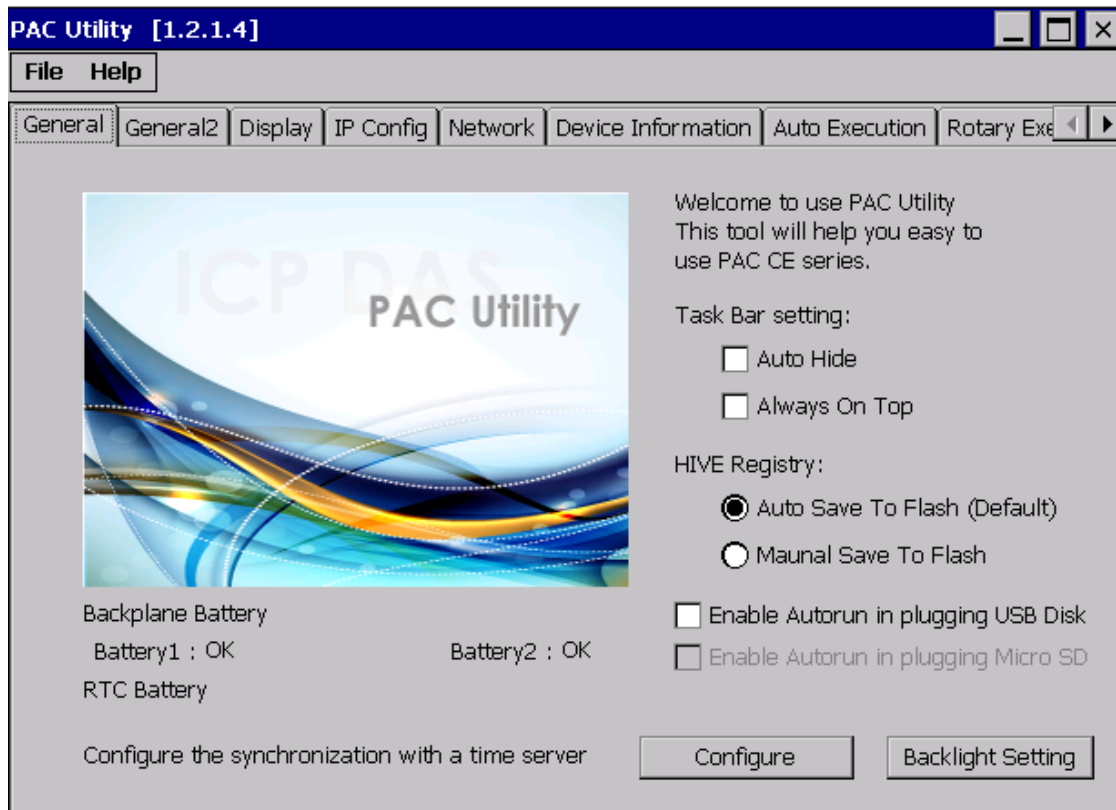 PAC Utility [1.2.1.4]
File Help
General General2 Display IP Config Network Device Information Auto Execution Rotary Exe
ICP DAS
PAC Utility
Welcome to use PAC Utility
This tool will help you easy to
use PAC CE series.
Task Bar setting:
Auto Hide
Always On Top
HIVE Registry:
Auto Save To Flash (Default)
Maunal Save To Flash
Enable Autorun in plugging USB Disk
Enable Autorun in plugging Micro SD
Backplane Battery
Battery1 : OK Battery2 : OK
RTC Battery
Configure the synchronization with a time server Configure Backlight Setting